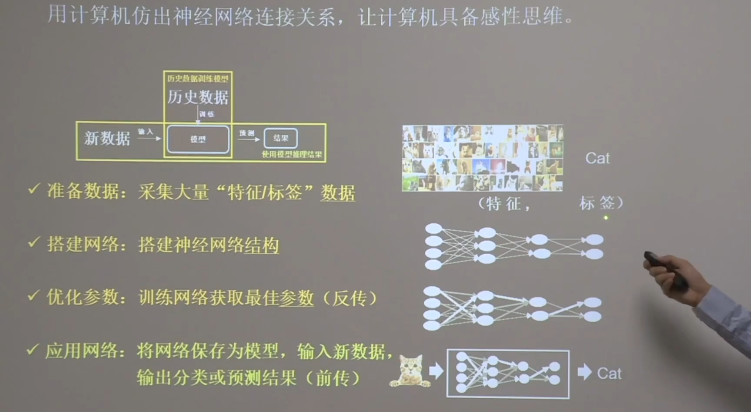 用计算机仿出神经网络连接关系，让计算机具备感性思维。
历史数据训练模型
历史数据
训练
新数据
输入
模型
预测
结果
使用模型推理结果
✓ 准备数据：采集大量“特征/标签”数据
Cat
（特征，标签）
✓ 搭建网络：搭建神经网络结构
✓ 优化参数：训练网络获取最佳参数（反传）
✓ 应用网络：将网络保存为模型，输入新数据，
输出分类或预测结果（前传）
Cat